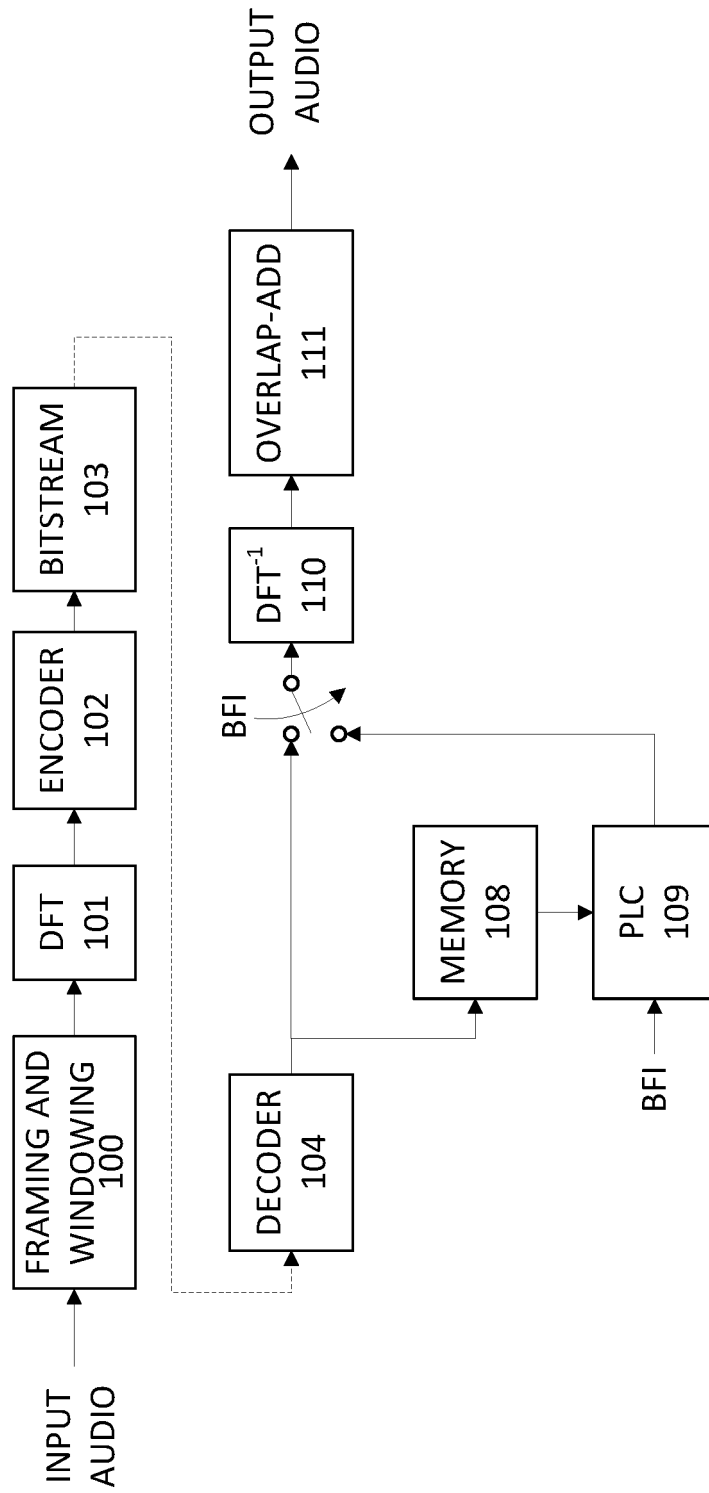 INPUT
AUDIO
FRAMING AND
WINDOWING
100
DFT
101
ENCODER
102
BITSTREAM
103
DECODER
104
MEMORY
108
BFI
PLC
109
BFI
DFT-1
110
OVERLAP-ADD
111
OUTPUT
AUDIO